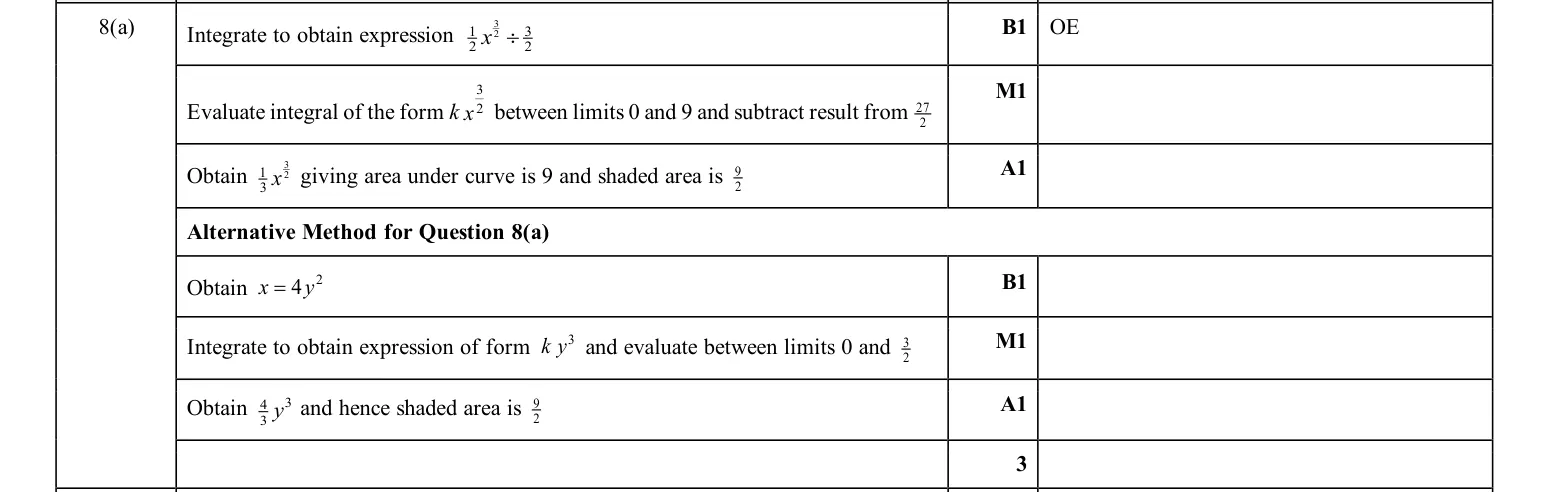 8(a) Integrate to obtain expression ½x^(3/2) ÷ 3/2 B1 OE
Evaluate integral of the form k x^(3/2) between limits 0 and 9 and subtract result from 27/2 M1
Obtain ⅓x^(3/2) giving area under curve is 9 and shaded area is 9/2 A1
Alternative Method for Question 8(a)
Obtain x = 4y² B1
Integrate to obtain expression of form k y³ and evaluate between limits 0 and 3/2 M1
Obtain 4/3 y³ and hence shaded area is 9/2 A1
3